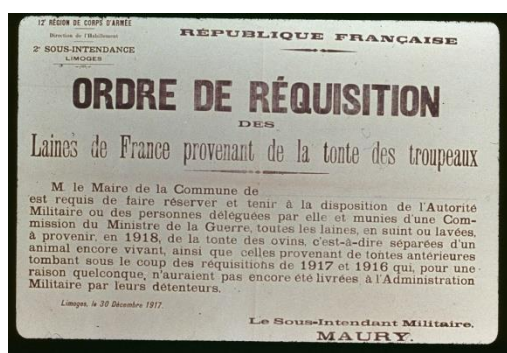 12ᵉ RÉGION DE CORPS D'ARMÉE
Direction de l'Habillement
2ᵉ SOUS-INTENDANCE
LIMOGES
RÉPUBLIQUE FRANÇAISE
ORDRE DE RÉQUISITION
DES
Laines de France provenant de la tonte des troupeaux
M. le Maire de la Commune de
est requis de faire réserver et tenir à la disposition de l'Autorité
Militaire ou des personnes déléguées par elle et munies d'une Com-
mission du Ministre de la Guerre, toutes les laines, en suint ou lavées,
à provenir, en 1918, de la tonte des ovins, c'est-à-dire séparées d'un
animal encore vivant, ainsi que celles provenant de tontes antérieures
tombant sous le coup des réquisitions de 1917 et 1916 qui, pour une
raison quelconque, n'auraient pas encore été livrées à l'Administration
Militaire par leurs détenteurs.
Limoges, le 30 Décembre 1917.
Le Sous-Intendant Militaire,
MAURY.